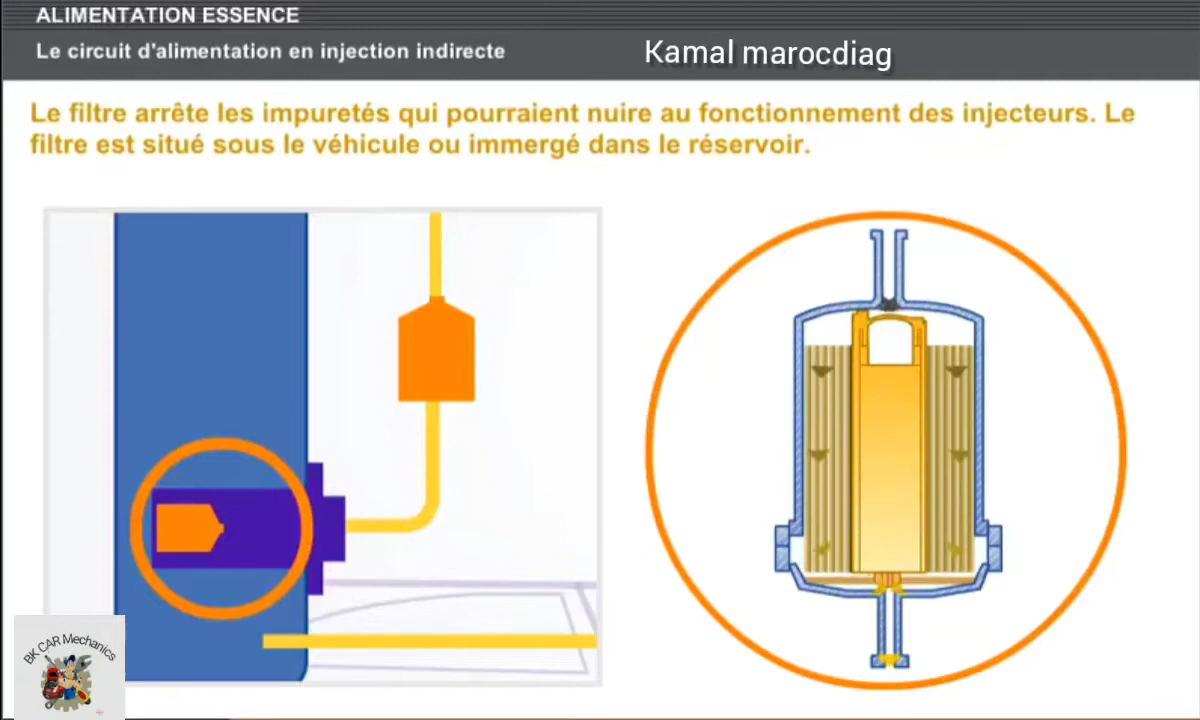 ALIMENTATION ESSENCE
Le circuit d'alimentation en injection indirecte
Kamal marocdiag
Le filtre arrête les impuretés qui pourraient nuire au fonctionnement des injecteurs. Le
filtre est situé sous le véhicule ou immergé dans le réservoir.
BK CAR Mechanics